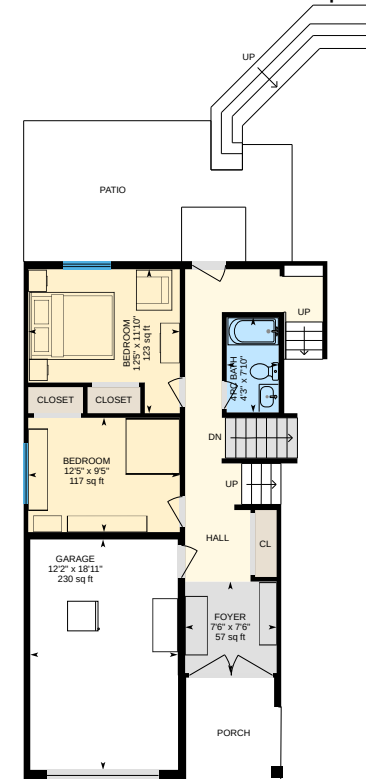 UP
PATIO
UP
BEDROOM
12'5" x 11'10"
123 sq ft
4PC BATH
4'3" x 7'10"
CLOSET
CLOSET
DN
BEDROOM
12'5" x 9'5"
117 sq ft
UP
HALL
CL
GARAGE
12'2" x 18'11"
230 sq ft
FOYER
7'6" x 7'6"
57 sq ft
PORCH